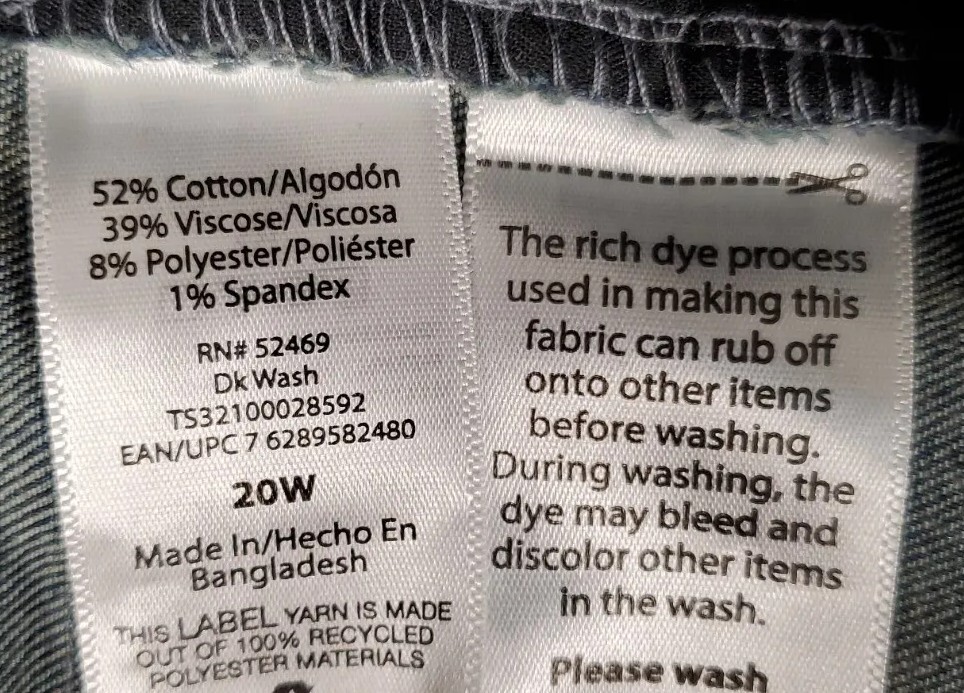 52% Cotton/Algodón
39% Viscose/Viscosa
8% Polyester/Poliéster
1% Spandex
RN# 52469
Dk Wash
TS32100028592
EAN/UPC 7 6289582480
20W
Made In/Hecho En
Bangladesh
THIS LABEL YARN IS MADE
OUT OF 100% RECYCLED
POLYESTER MATERIALS
The rich dye process
used in making this
fabric can rub off
onto other items
before washing.
During washing, the
dye may bleed and
discolor other items
in the wash.
Please wash